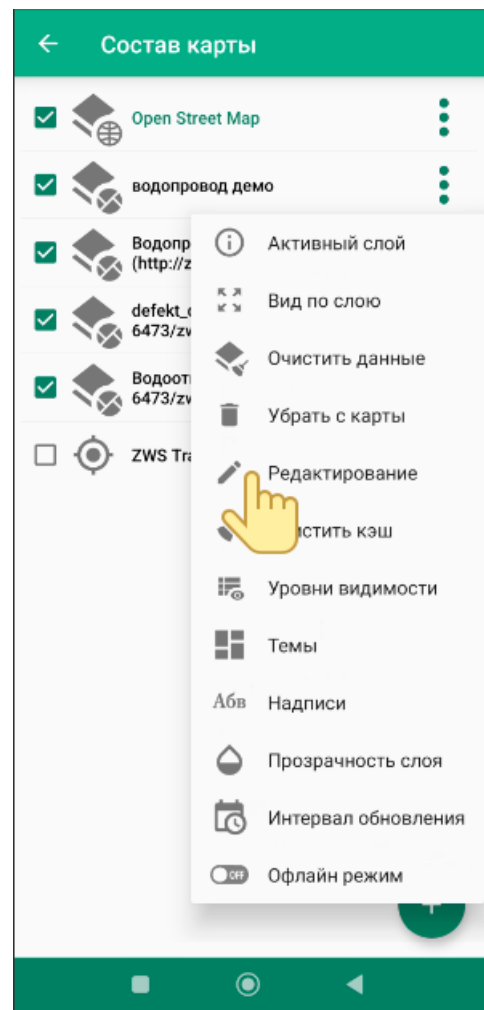 Состав карты
Open Street Map
водопровод демо
Водопр
(http://z
defekt_
6473/zv
Водоот
6473/zv
ZWS Tra
Активный слой
Вид по слою
Очистить данные
Убрать с карты
Редактирование
истить кэш
Уровни видимости
Темы
Абв Надписи
Прозрачность слоя
Интервал обновления
OFF Офлайн режим